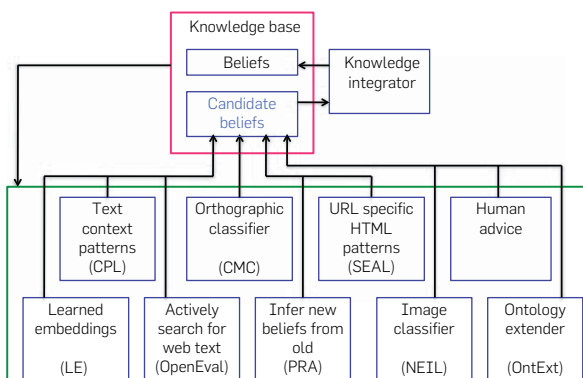 Knowledge base
Beliefs
Candidate
beliefs
Knowledge
integrator
Text
context
patterns
(CPL)
Orthographic
classifier
(CMC)
URL specific
HTML
patterns
(SEAL)
Human
advice
Learned
embeddings
(LE)
Actively
search for
web text
(OpenEval)
Infer new
beliefs from
old
(PRA)
Image
classifier
(NEIL)
Ontology
extender
(OntExt)